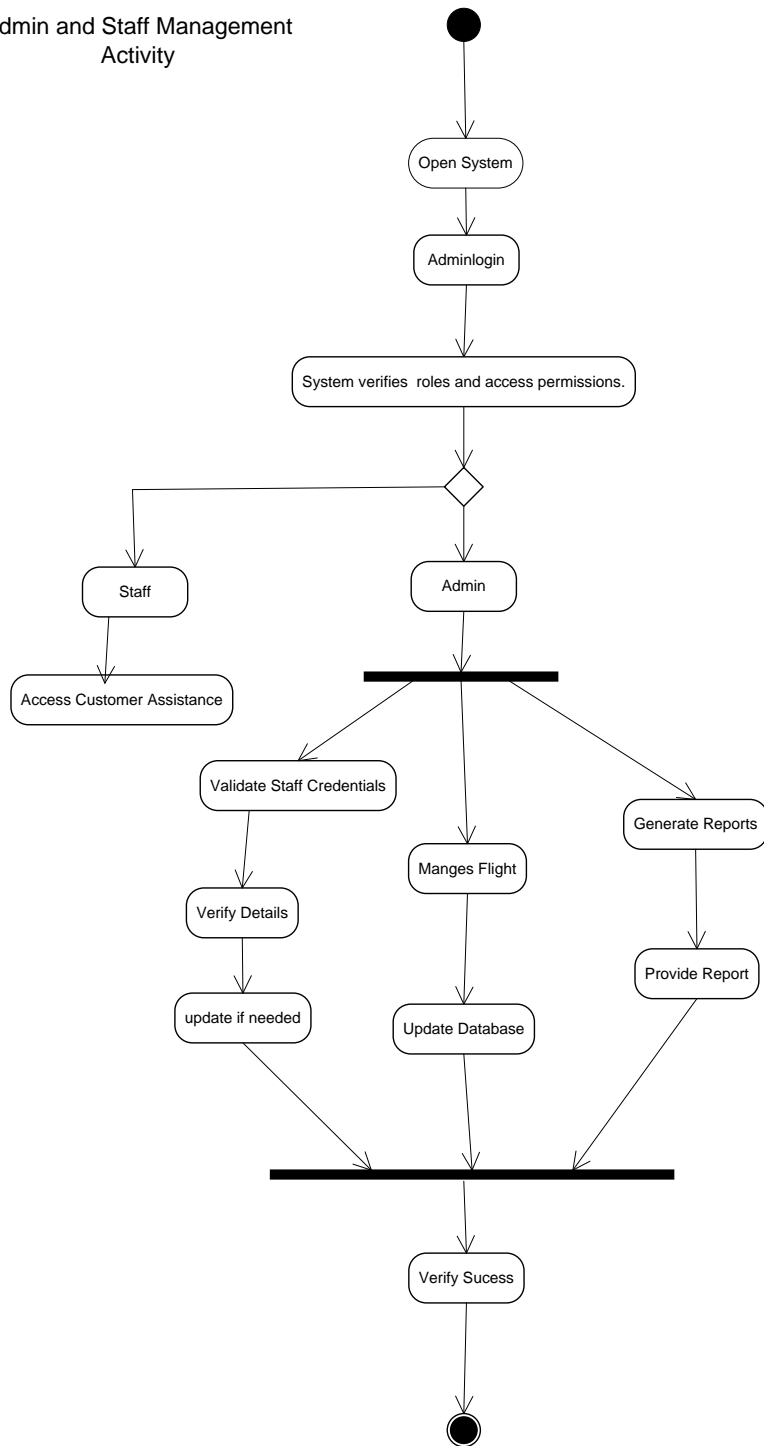 dmin and Staff Management
Activity
Open System
Adminlogin
System verifies  roles and access permissions.
Staff
Admin
Access Customer Assistance
Validate Staff Credentials
Generate Reports
Manges Flight
Verify Details
Provide Report
update if needed
Update Database
Verify Sucess